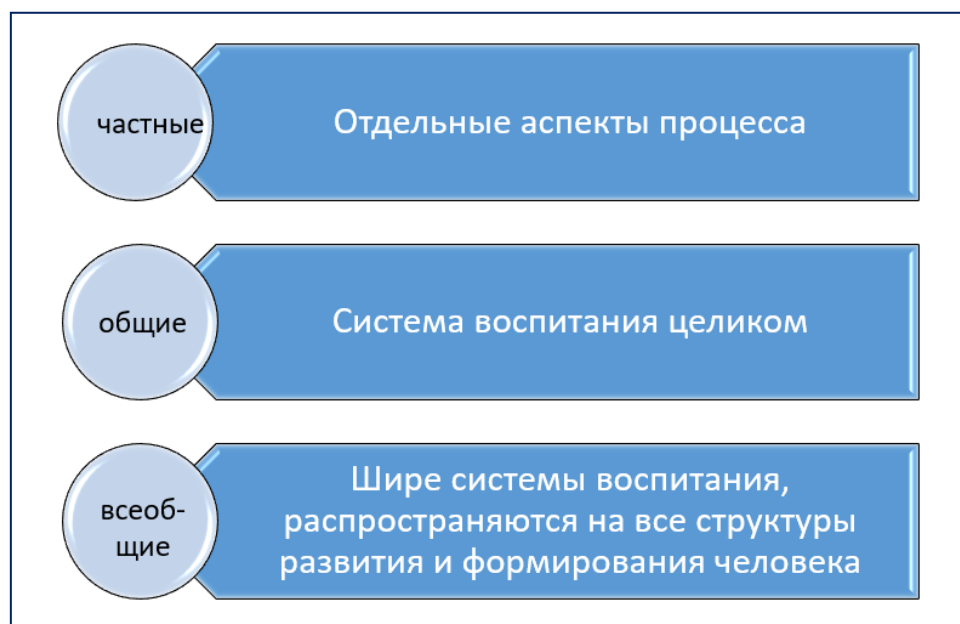 частные
Отдельные аспекты процесса
общие
Система воспитания целиком
всеоб-
щие
Шире системы воспитания,
распространяются на все структуры
развития и формирования человека